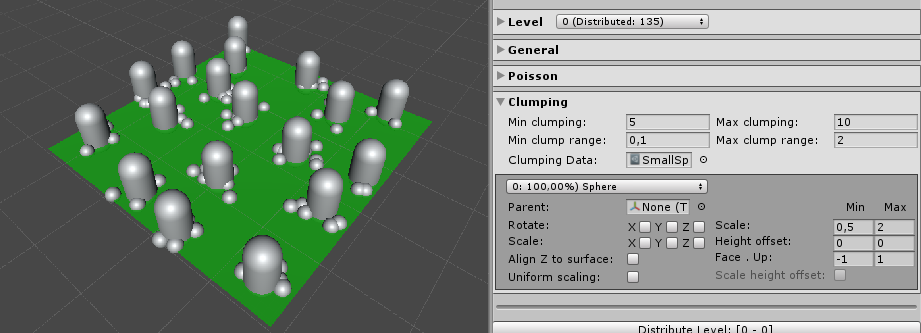 Level 0 (Distributed: 135)
General
Poisson
Clumping
Min clumping: 5 Max clumping: 10
Min clump range: 0,1 Max clump range: 2
Clumping Data: SmallSp
0: 100,00%) Sphere
Parent: None (T Min Max
Rotate: X Y Z Scale: 0,5 2
Scale: X Y Z Height offset: 0 0
Align Z to surface: Face . Up: -1 1
Uniform scaling: Scale height offset:
Distribute Level: [0 - 0]